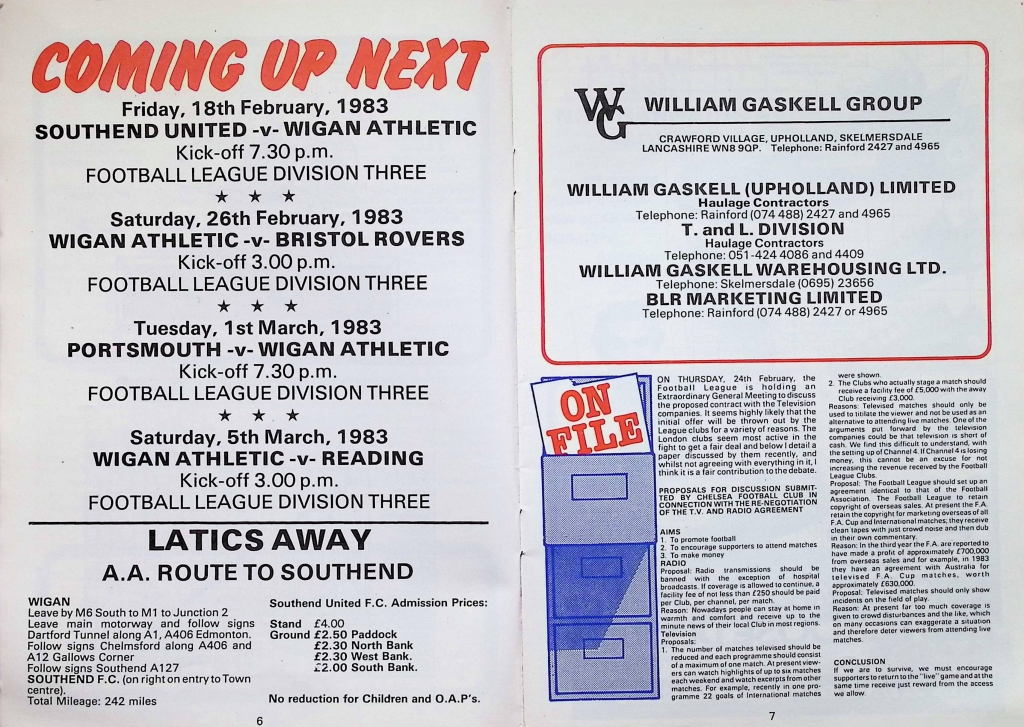 COMING UP NEXT
Friday, 18th February, 1983
SOUTHEND UNITED -v- WIGAN ATHLETIC
Kick-off 7.30 p.m.
FOOTBALL LEAGUE DIVISION THREE
★ ★ ★
Saturday, 26th February, 1983
WIGAN ATHLETIC -v- BRISTOL ROVERS
Kick-off 3.00 p.m.
FOOTBALL LEAGUE DIVISION THREE
★ ★ ★
Tuesday, 1st March, 1983
PORTSMOUTH -v- WIGAN ATHLETIC
Kick-off 7.30 p.m.
FOOTBALL LEAGUE DIVISION THREE
★ ★ ★
Saturday, 5th March, 1983
WIGAN ATHLETIC -v- READING
Kick-off 3.00 p.m.
FOOTBALL LEAGUE DIVISION THREE
LATICS AWAY
A.A. ROUTE TO SOUTHEND
WIGAN
Leave by M6 South to M1 to Junction 2
Leave main motorway and follow signs
Dartford Tunnel along A1, A406 Edmonton.
Follow signs Chelmsford along A406 and
A12 Gallows Corner
Follow signs Southend A127
SOUTHEND F.C. (on right on entry to Town
centre).
Total Mileage: 242 miles
Southend United F.C. Admission Prices:
Stand £4.00
Ground £2.50 Paddock
£2.30 North Bank
£2.30 West Bank.
£2.00 South Bank.
No reduction for Children and O.A.P's.
6
WG
WILLIAM GASKELL GROUP
CRAWFORD VILLAGE, UPHOLLAND, SKELMERSDALE
LANCASHIRE WN8 9QP. Telephone: Rainford 2427 and 4965
WILLIAM GASKELL (UPHOLLAND) LIMITED
Haulage Contractors
Telephone: Rainford (074 488) 2427 and 4965
T. and L. DIVISION
Haulage Contractors
Telephone: 051-424 4086 and 4409
WILLIAM GASKELL WAREHOUSING LTD.
Telephone: Skelmersdale (0695) 23656
BLR MARKETING LIMITED
Telephone: Rainford (074 488) 2427 or 4965
ON
FILE
ON THURSDAY, 24th February, the
Football League is holding an
Extraordinary General Meeting to discuss
the proposed contract with the Television
companies. It seems highly likely that the
initial offer will be thrown out by the
League clubs for a variety of reasons. The
London clubs seem most active in the
fight to get a fair deal and below I detail a
paper discussed by them recently, and
whilst not agreeing with everything in it, I
think it is a fair contribution to the debate.
PROPOSALS FOR DISCUSSION SUBMIT-
TED BY CHELSEA FOOTBALL CLUB IN
CONNECTION WITH THE RE-NEGOTIATION
OF THE T.V. AND RADIO AGREEMENT
AIMS
1. To promote football
2. To encourage supporters to attend matches
3. To make money
RADIO
Proposal: Radio transmissions should be
banned with the exception of hospital
broadcasts. If coverage is allowed to continue, a
facility fee of not less than £250 should be paid
per Club, per channel, per match.
Reason: Nowadays people can stay at home in
warmth and comfort and receive up to the
minute news of their local Club in most regions.
Television
Proposals:
1. The number of matches televised should be
reduced and each programme should consist
of a maximum of one match. At present view-
ers can watch highlights of up to six matches
each weekend and watch excerpts from other
matches. For example, recently in one pro-
gramme 22 goals of International matches
were shown.
2. The Clubs who actually stage a match should
receive a facility fee of £5,000 with the away
Club receiving £3,000.
Reasons: Televised matches should only be
used to titilate the viewer and not be used as an
alternative to attending live matches. One of the
arguments put forward by the television
companies could be that television is short of
cash. We find this difficult to understand, with
the setting up of Channel 4. If Channel 4 is losing
money, this cannot be an excuse for not
increasing the revenue received by the Football
League Clubs.
Proposal: The Football League should set up an
agreement identical to that of the Football
Association. The Football League to retain
copyright of overseas sales. At present the F.A.
retain the copyright for marketing overseas of all
F.A. Cup and International matches; they receive
clean tapes with just crowd noise and then dub
in their own commentary.
Reason: In the third year the F.A. are reported to
have made a profit of approximately £700,000
from overseas sales and for example, in 1983
they have an agreement with Australia for
televised F.A. Cup matches, worth
approximately £630,000.
Proposal: Televised matches should only show
incidents on the field of play.
Reason: At present far too much coverage is
given to crowd disturbances and the like, which
on many occasions can exaggerate a situation
and therefore deter viewers from attending live
matches.
CONCLUSION
If we are to survive, we must encourage
supporters to return to the "live" game and at the
same time receive just reward from the access
we allow.
7